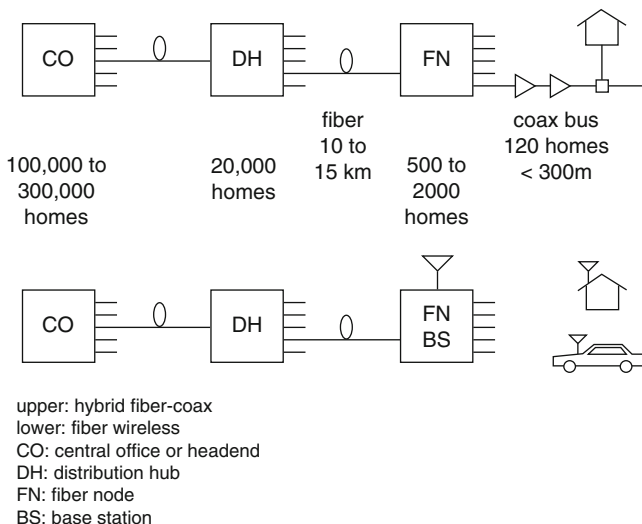 CO
DH
FN
fiber
10 to
15 km
coax bus
120 homes
< 300m
100,000 to
300,000
homes
20,000
homes
500 to
2000
homes
CO
DH
FN
BS
upper: hybrid fiber-coax
lower: fiber wireless
CO: central office or headend
DH: distribution hub
FN: fiber node
BS: base station